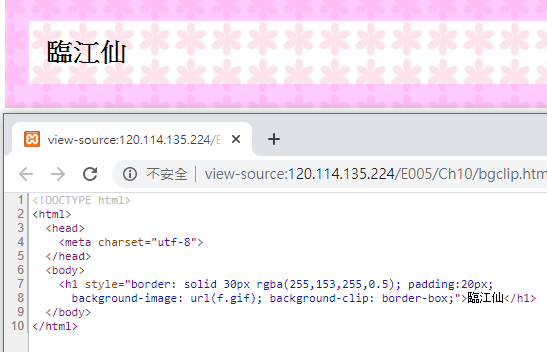 臨江仙
view-source:120.114.135.224/E
不安全
view-source:120.114.135.224/E005/Ch10/bgclip.htm
1 <!DOCTYPE html>
2 <html>
3 <head>
4 <meta charset="utf-8">
5 </head>
6 <body>
7 <h1 style="border: solid 30px rgba(255,153,255,0.5); padding:20px;
8 background-image: url(f.gif); background-clip: border-box;">臨江仙</h1>
9 </body>
10 </html>